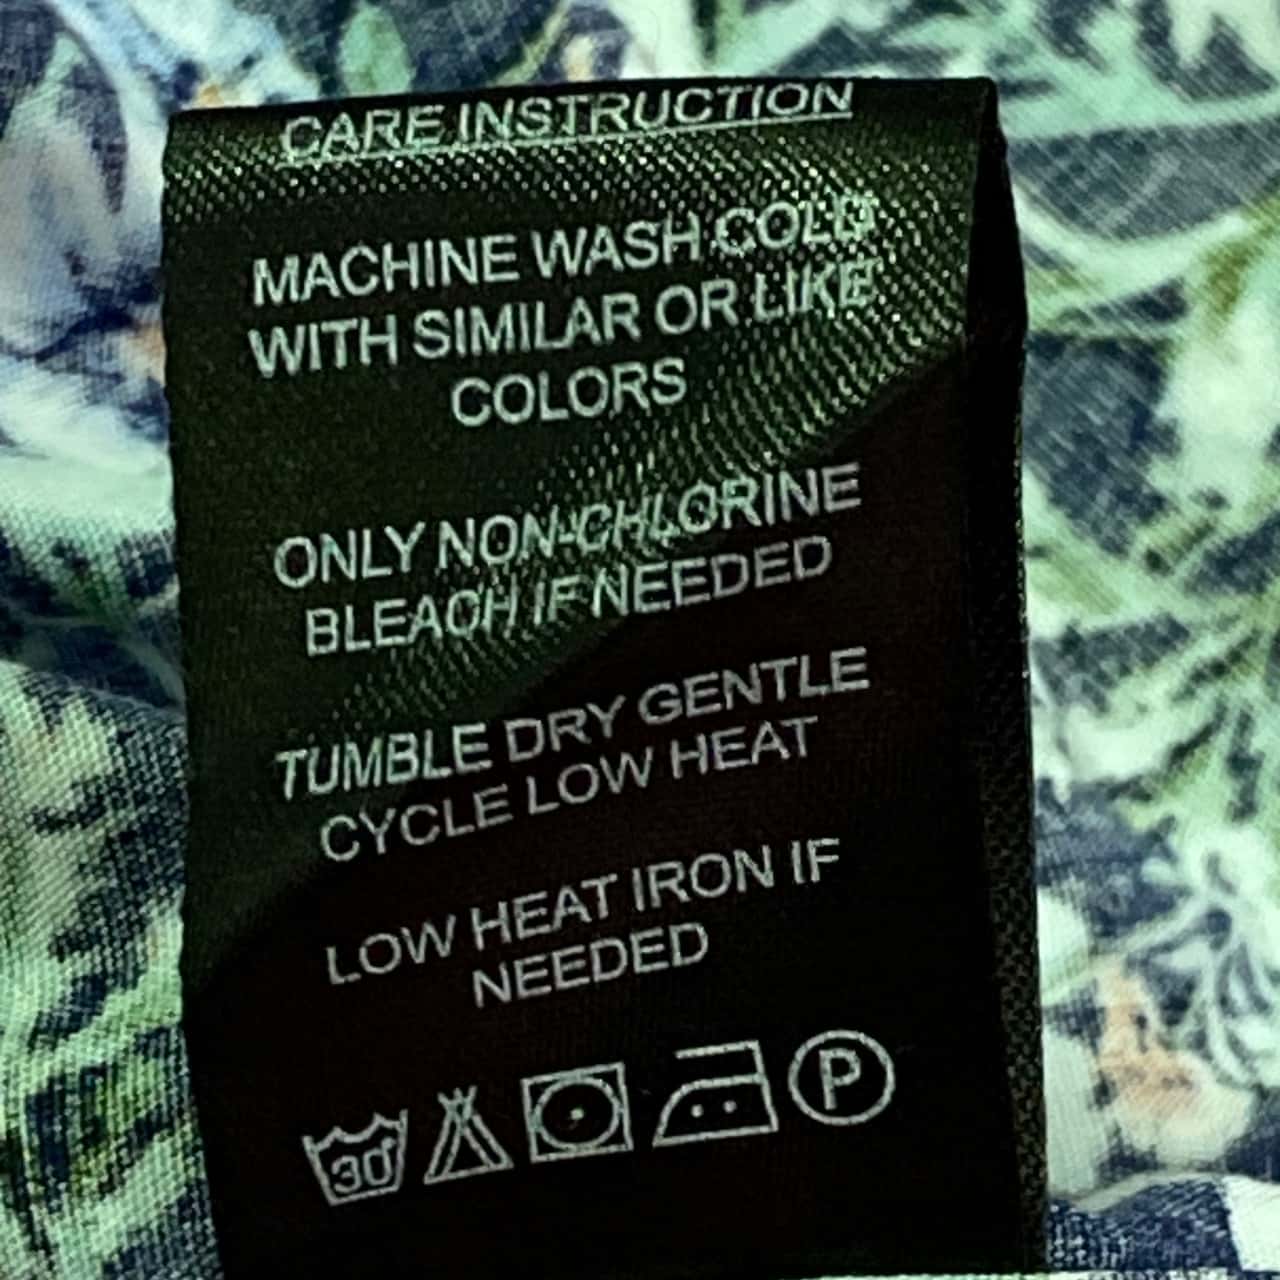 CARE INSTRUCTION
MACHINE WASH COLD
WITH SIMILAR OR LIKE
COLORS
ONLY NON-CHLORINE
BLEACH IF NEEDED
TUMBLE DRY GENTLE
CYCLE LOW HEAT
LOW HEAT IRON IF
NEEDED
30° P